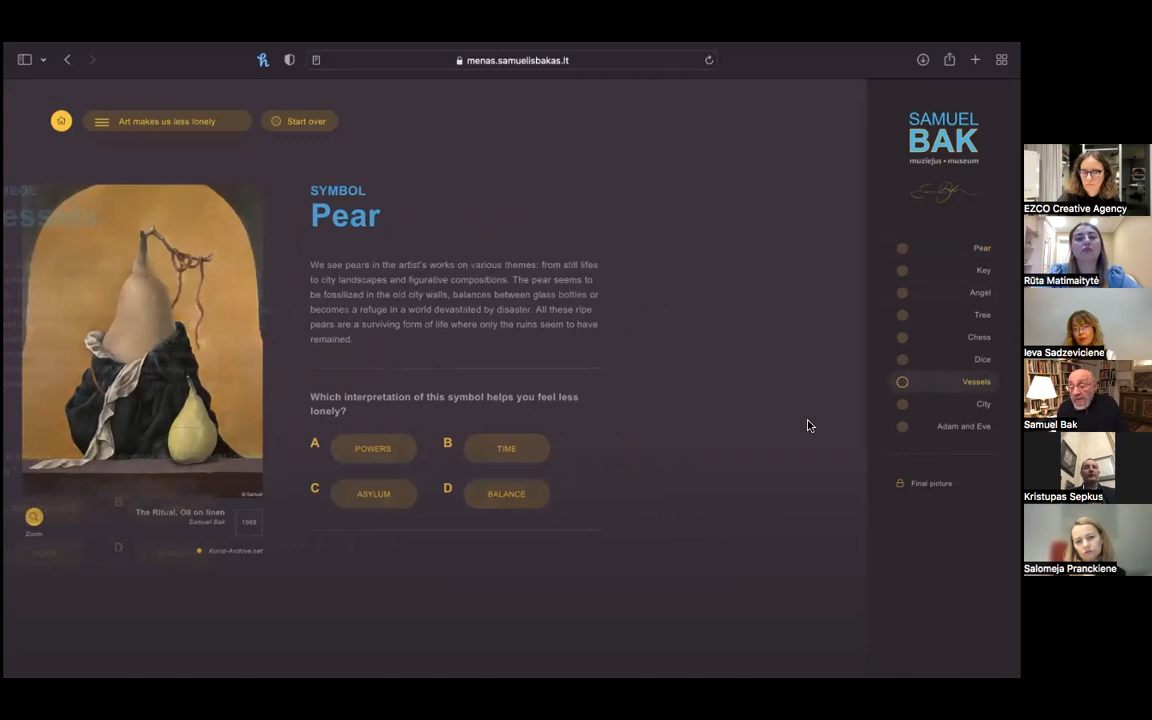 menas.samuelisbakas.lt
Art makes us less lonely
Start over
SAMUEL
BAK
muziejus • museum
SYMBOL
Pear
We see pears in the artist's works on various themes: from still lifes
to city landscapes and figurative compositions. The pear seems to
be fossilized in the old city walls, balances between glass bottles or
becomes a refuge in a world devastated by disaster. All these ripe
pears are a surviving form of life where only the ruins seem to have
remained.
Which interpretation of this symbol helps you feel less
lonely?
A POWERS
B TIME
C ASYLUM
D BALANCE
© Samuel
The Ritual, Oil on linen
Samuel Bak
Zoom
Kunst-Archive.net
B
D
Pear
Key
Angel
Tree
Chess
Dice
Vessels
City
Adam and Eve
Final picture
EZCO Creative Agency
Rūta Matimaitytė
Ieva Sadzeviciene
Samuel Bak
Kristupas Sepkus
Salomeja Pranckiene